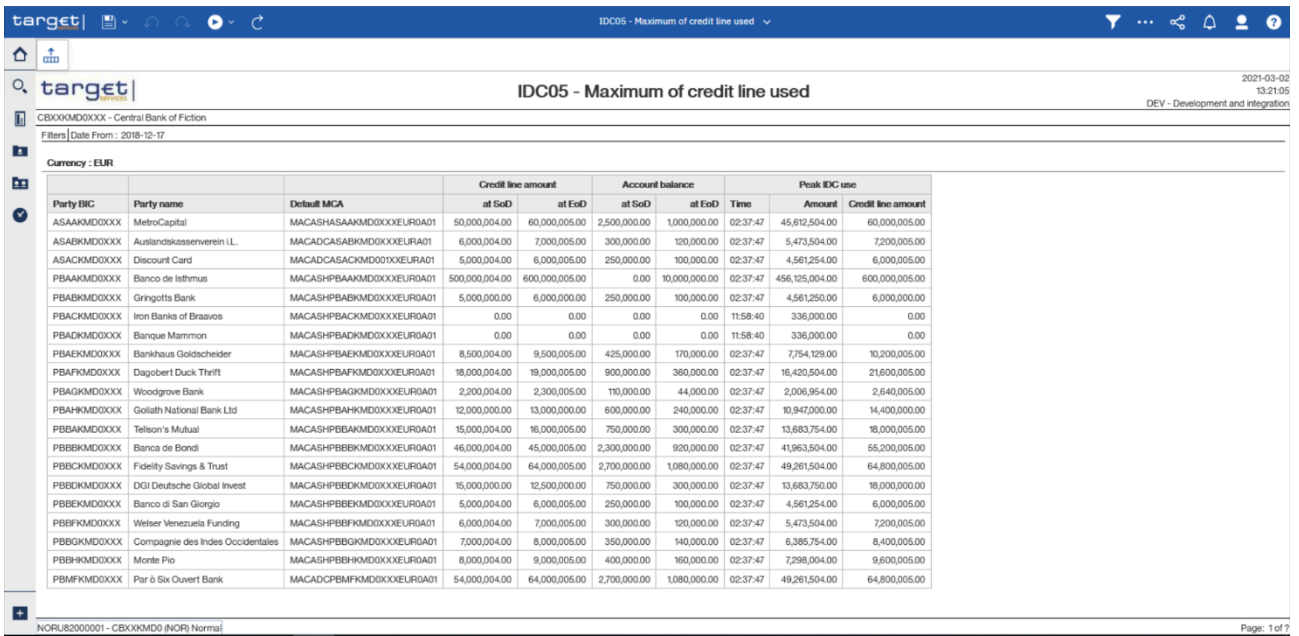 target| IDC05 - Maximum of credit line used
target|
services
IDC05 - Maximum of credit line used
2021-03-02
13:21:05
DEV - Development and integration
CBXXKMD0XXX - Central Bank of Fiction
Filters Date From : 2018-12-17
Currency : EUR
Credit line amount Account balance Peak IDC use
Party BIC Party name Default MCA at SoD at EoD at SoD at EoD Time Amount Credit line amount
ASAAKMD0XXX MetroCapital MACASHASAAKMD0XXXEUR0A01 50,000,004.00 60,000,005.00 2,500,000.00 1,000,000.00 02:37:47 45,612,504.00 60,000,005.00
ASABKMD0XXX Auslandskassenverein i.L. MACADCASABKMD0XXXEURA01 6,000,004.00 7,000,005.00 300,000.00 120,000.00 02:37:47 5,473,504.00 7,200,005.00
ASACKMD0XXX Discount Card MACADCASACKMD001XXEURA01 5,000,004.00 6,000,005.00 250,000.00 100,000.00 02:37:47 4,561,254.00 6,000,005.00
PBAAKMD0XXX Banco de Isthmus MACASHPBAAKMD0XXXEUR0A01 500,000,004.00 600,000,005.00 0.00 10,000,000.00 02:37:47 456,125,004.00 600,000,005.00
PBABKMD0XXX Gringotts Bank MACASHPBABKMD0XXXEUR0A01 5,000,000.00 6,000,000.00 250,000.00 100,000.00 02:37:47 4,561,250.00 6,000,000.00
PBACKMD0XXX Iron Banks of Braavos MACASHPBACKMD0XXXEUR0A01 0.00 0.00 0.00 0.00 11:58:40 336,000.00 0.00
PBADKMD0XXX Banque Mammon MACASHPBADKMD0XXXEUR0A01 0.00 0.00 0.00 0.00 11:58:40 336,000.00 0.00
PBAEKMD0XXX Bankhaus Goldscheider MACASHPBAEKMD0XXXEUR0A01 8,500,004.00 9,500,005.00 425,000.00 170,000.00 02:37:47 7,754,129.00 10,200,005.00
PBAFKMD0XXX Dagobert Duck Thrift MACASHPBAFKMD0XXXEUR0A01 18,000,004.00 19,000,005.00 900,000.00 360,000.00 02:37:47 16,420,504.00 21,600,005.00
PBAGKMD0XXX Woodgrove Bank MACASHPBAGKMD0XXXEUR0A01 2,200,004.00 2,300,005.00 110,000.00 44,000.00 02:37:47 2,006,954.00 2,640,005.00
PBAHKMD0XXX Goliath National Bank Ltd MACASHPBAHKMD0XXXEUR0A01 12,000,000.00 13,000,000.00 600,000.00 240,000.00 02:37:47 10,947,000.00 14,400,000.00
PBBAKMD0XXX Tellson's Mutual MACASHPBBAKMD0XXXEUR0A01 15,000,004.00 16,000,005.00 750,000.00 300,000.00 02:37:47 13,683,754.00 18,000,005.00
PBBBKMD0XXX Banca de Bondi MACASHPBBBKMD0XXXEUR0A01 46,000,004.00 45,000,005.00 2,300,000.00 920,000.00 02:37:47 41,963,504.00 55,200,005.00
PBBCKMD0XXX Fidelity Savings & Trust MACASHPBBCKMD0XXXEUR0A01 54,000,004.00 64,000,005.00 2,700,000.00 1,080,000.00 02:37:47 49,261,504.00 64,800,005.00
PBBDKMD0XXX DGI Deutsche Global Invest MACASHPBBDKMD0XXXEUR0A01 15,000,000.00 12,500,000.00 750,000.00 300,000.00 02:37:47 13,683,750.00 18,000,000.00
PBBEKMD0XXX Banco di San Giorgio MACASHPBBEKMD0XXXEUR0A01 5,000,004.00 6,000,005.00 250,000.00 100,000.00 02:37:47 4,561,254.00 6,000,005.00
PBBFKMD0XXX Welser Venezuela Funding MACASHPBBFKMD0XXXEUR0A01 6,000,004.00 7,000,005.00 300,000.00 120,000.00 02:37:47 5,473,504.00 7,200,005.00
PBBGKMD0XXX Compagnie des Indes Occidentales MACASHPBBGKMD0XXXEUR0A01 7,000,004.00 8,000,005.00 350,000.00 140,000.00 02:37:47 6,385,754.00 8,400,005.00
PBBHKMD0XXX Monte Pio MACASHPBBHKMD0XXXEUR0A01 8,000,004.00 9,000,005.00 400,000.00 160,000.00 02:37:47 7,298,004.00 9,600,005.00
PBMFKMD0XXX Par ò Six Ouvert Bank MACADCPBMFKMD0XXXEUR0A01 54,000,004.00 64,000,005.00 2,700,000.00 1,080,000.00 02:37:47 49,261,504.00 64,800,005.00
NORU82000001 - CBXXKMD0 (NOR) Normal Page: 1 of ?